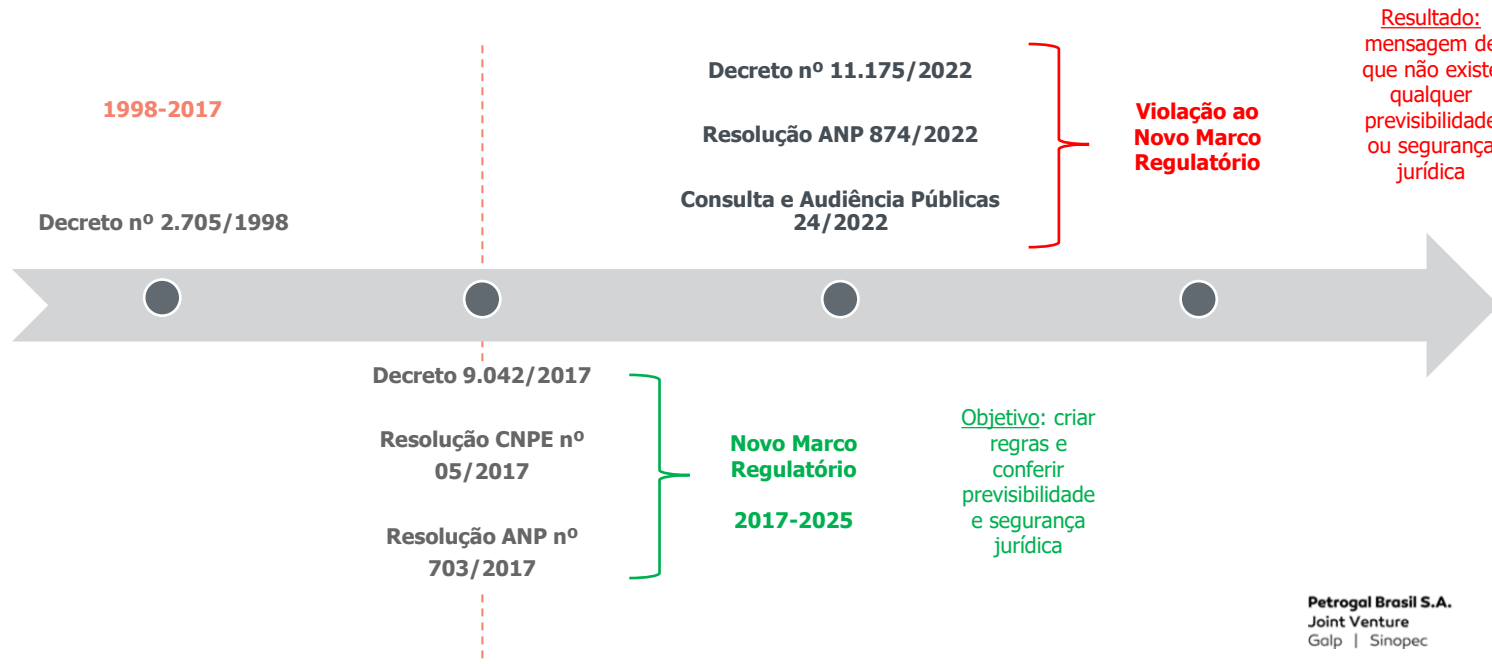 1998-2017
Decreto nº 2.705/1998
Decreto nº 11.175/2022
Resolução ANP 874/2022
Consulta e Audiência Públicas
24/2022
Violação ao
Novo Marco
Regulatório
Resultado:
mensagem de
que não existe
qualquer
previsibilidade
ou segurança
jurídica
Decreto 9.042/2017
Resolução CNPE nº
05/2017
Resolução ANP nº
703/2017
Novo Marco
Regulatório
2017-2025
Objetivo: criar
regras e
conferir
previsibilidade
e segurança
jurídica
Petrogal Brasil S.A.
Joint Venture
Galp | Sinopec